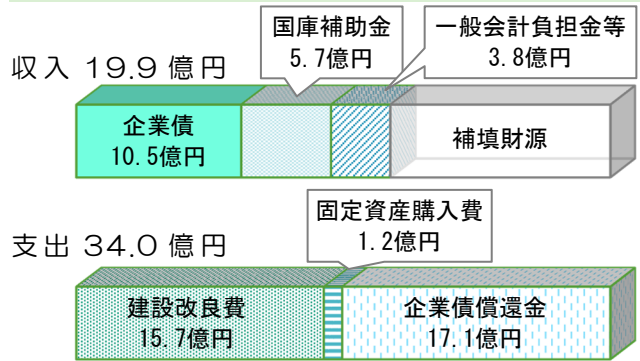 国庫補助金
5.7億円
一般会計負担金等
3.8億円
収入 19.9 億円
企業債
10.5億円
補填財源
固定資産購入費
1.2億円
支出 34.0 億円
建設改良費
15.7億円
企業債償還金
17.1億円